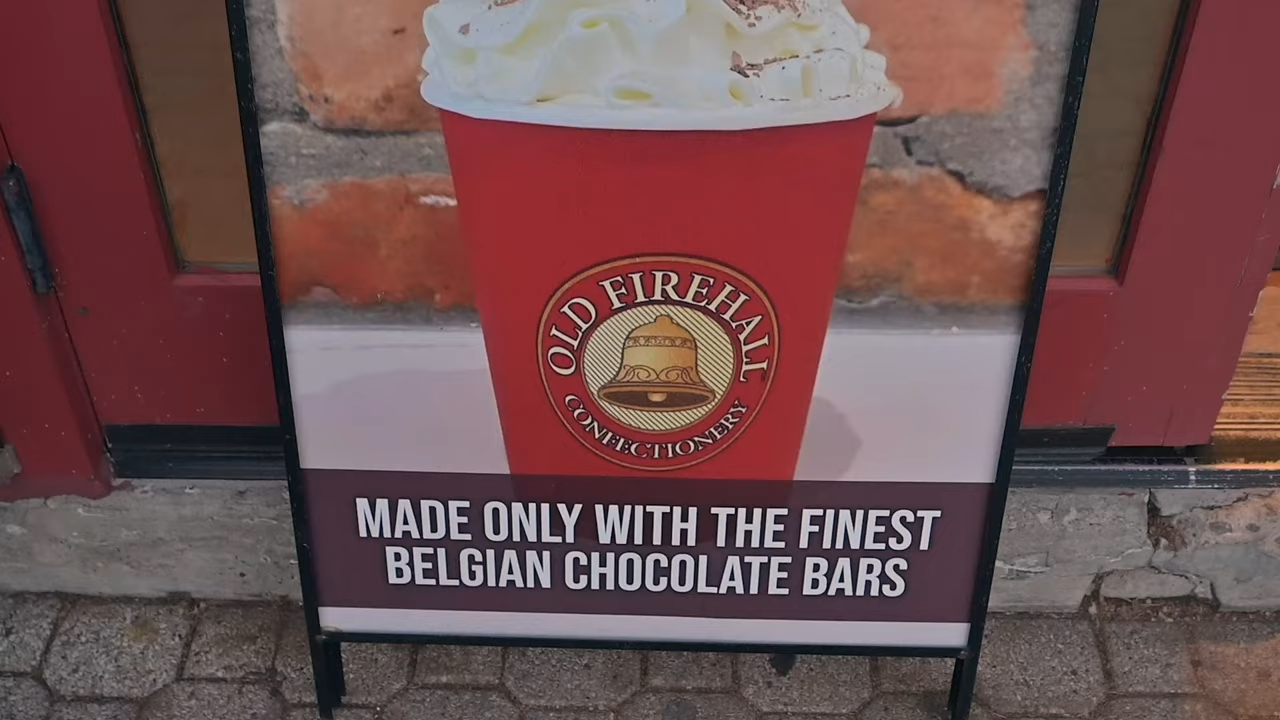 OLD FIREHALL
CONFECTIONERY
MADE ONLY WITH THE FINEST
BELGIAN CHOCOLATE BARS